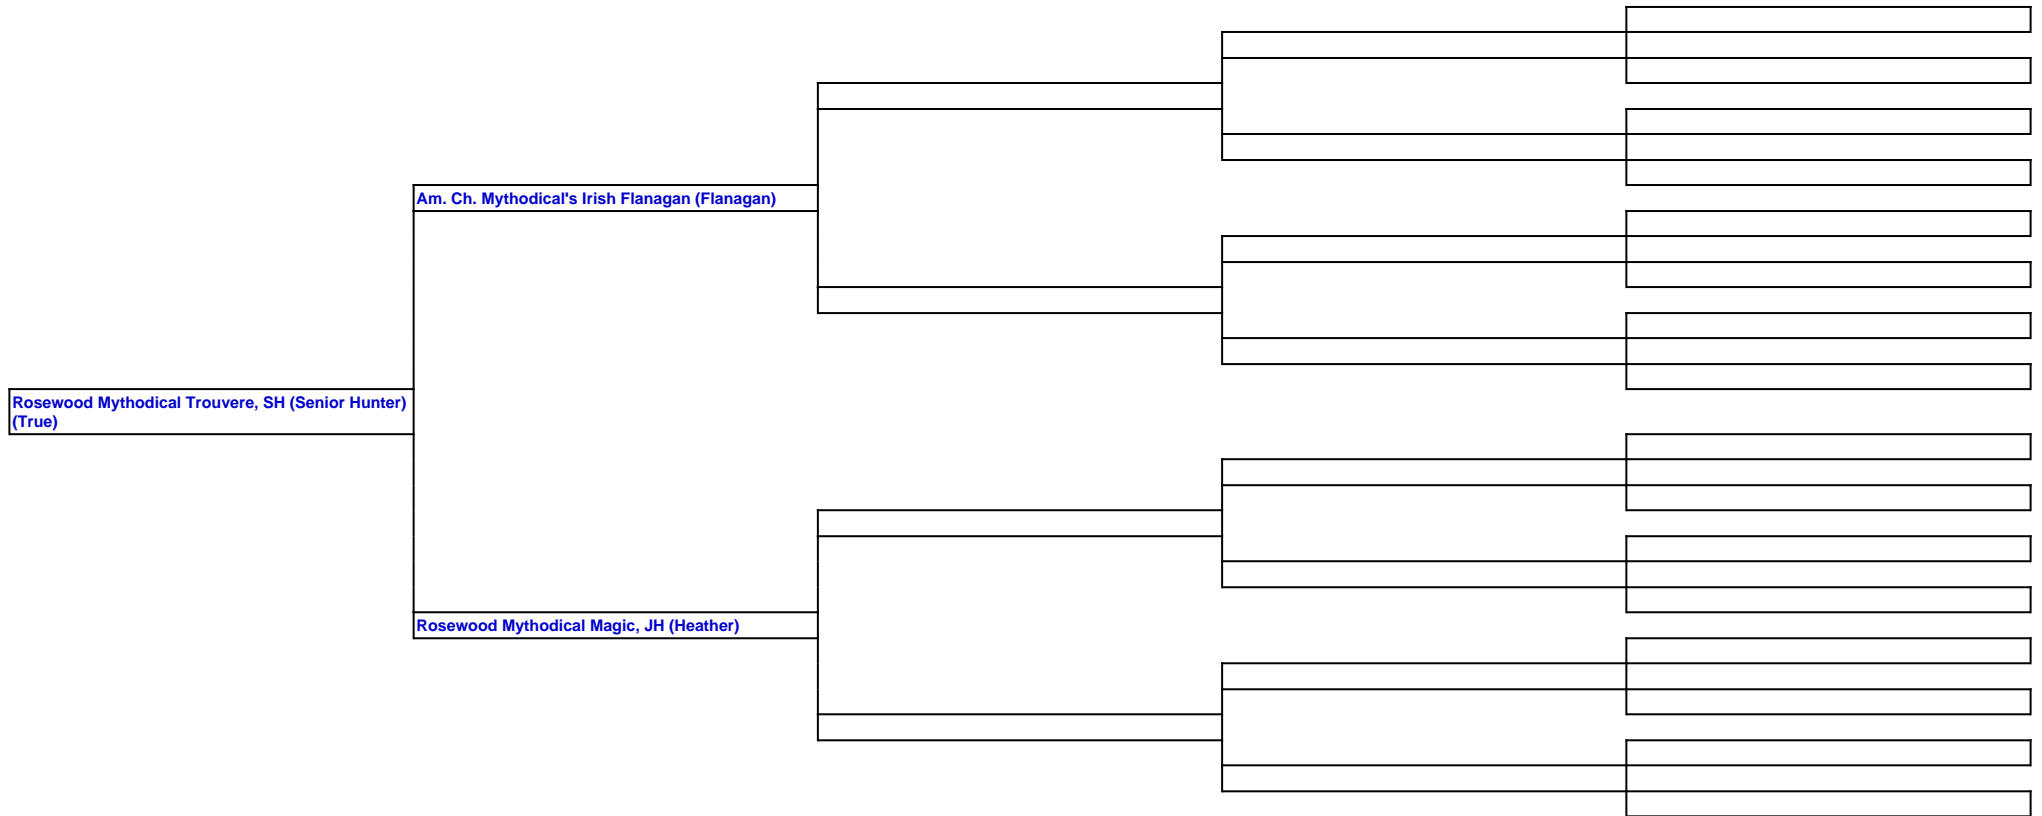 Am. Ch. Mythodical's Irish Flanagan (Flanagan)
Rosewood Mythodical Trouvere, SH (Senior Hunter)
(True)
Rosewood Mythodical Magic, JH (Heather)